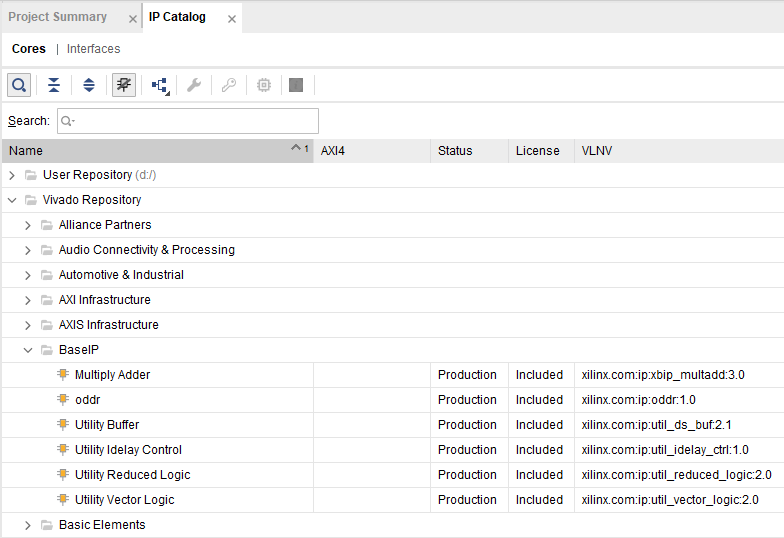 Project Summary × IP Catalog ×
Cores | Interfaces
Search:
Name 1 AXI4 Status License VLNV
User Repository (d:/)
Vivado Repository
Alliance Partners
Audio Connectivity & Processing
Automotive & Industrial
AXI Infrastructure
AXIS Infrastructure
BaseIP
Multiply Adder Production Included xilinx.com:ip:xbip_multadd:3.0
oddr Production Included xilinx.com:ip:oddr:1.0
Utility Buffer Production Included xilinx.com:ip:util_ds_buf:2.1
Utility Idelay Control Production Included xilinx.com:ip:util_idelay_ctrl:1.0
Utility Reduced Logic Production Included xilinx.com:ip:util_reduced_logic:2.0
Utility Vector Logic Production Included xilinx.com:ip:util_vector_logic:2.0
Basic Elements